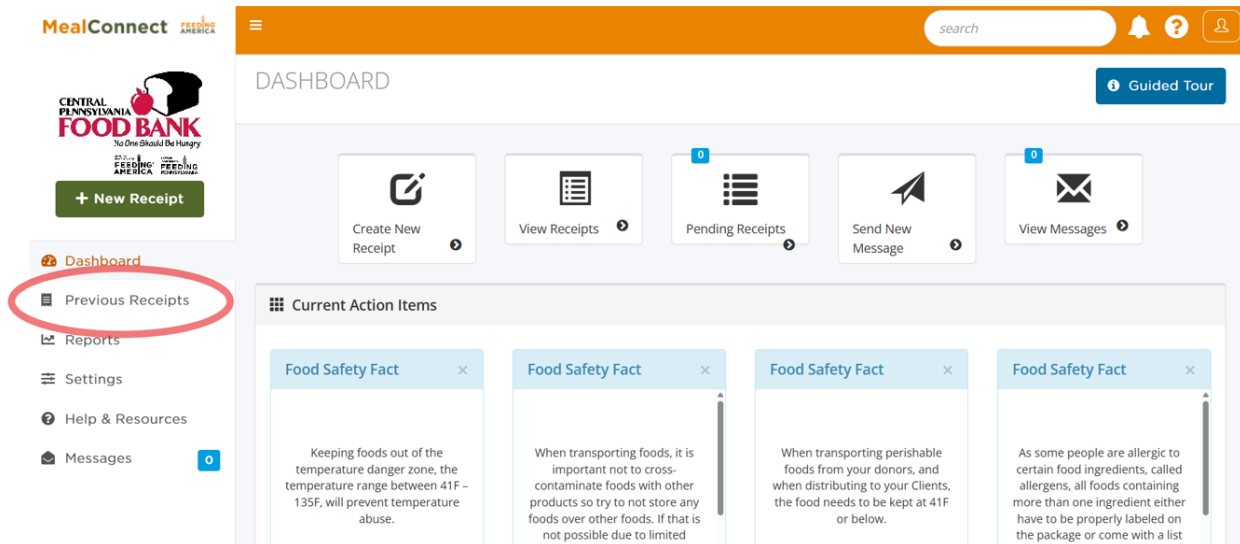 MealConnect FEEDING AMERICA
search
CENTRAL
PENNSYLVANIA
FOOD BANK
No One Should Be Hungry
FEEDING AMERICA FEEDING PENNSYLVANIA
+ New Receipt
Dashboard
Previous Receipts
Reports
Settings
Help & Resources
Messages 0
DASHBOARD
Guided Tour
Create New
Receipt
View Receipts
0
Pending Receipts
Send New
Message
0
View Messages
Current Action Items
Food Safety Fact ×
Keeping foods out of the
temperature danger zone, the
temperature range between 41F –
135F, will prevent temperature
abuse.
Food Safety Fact ×
When transporting foods, it is
important not to cross-
contaminate foods with other
products so try to not store any
foods over other foods. If that is
not possible due to limited
Food Safety Fact ×
When transporting perishable
foods from your donors, and
when distributing to your Clients,
the food needs to be kept at 41F
or below.
Food Safety Fact ×
As some people are allergic to
certain food ingredients, called
allergens, all foods containing
more than one ingredient either
have to be properly labeled on
the package or come with a list